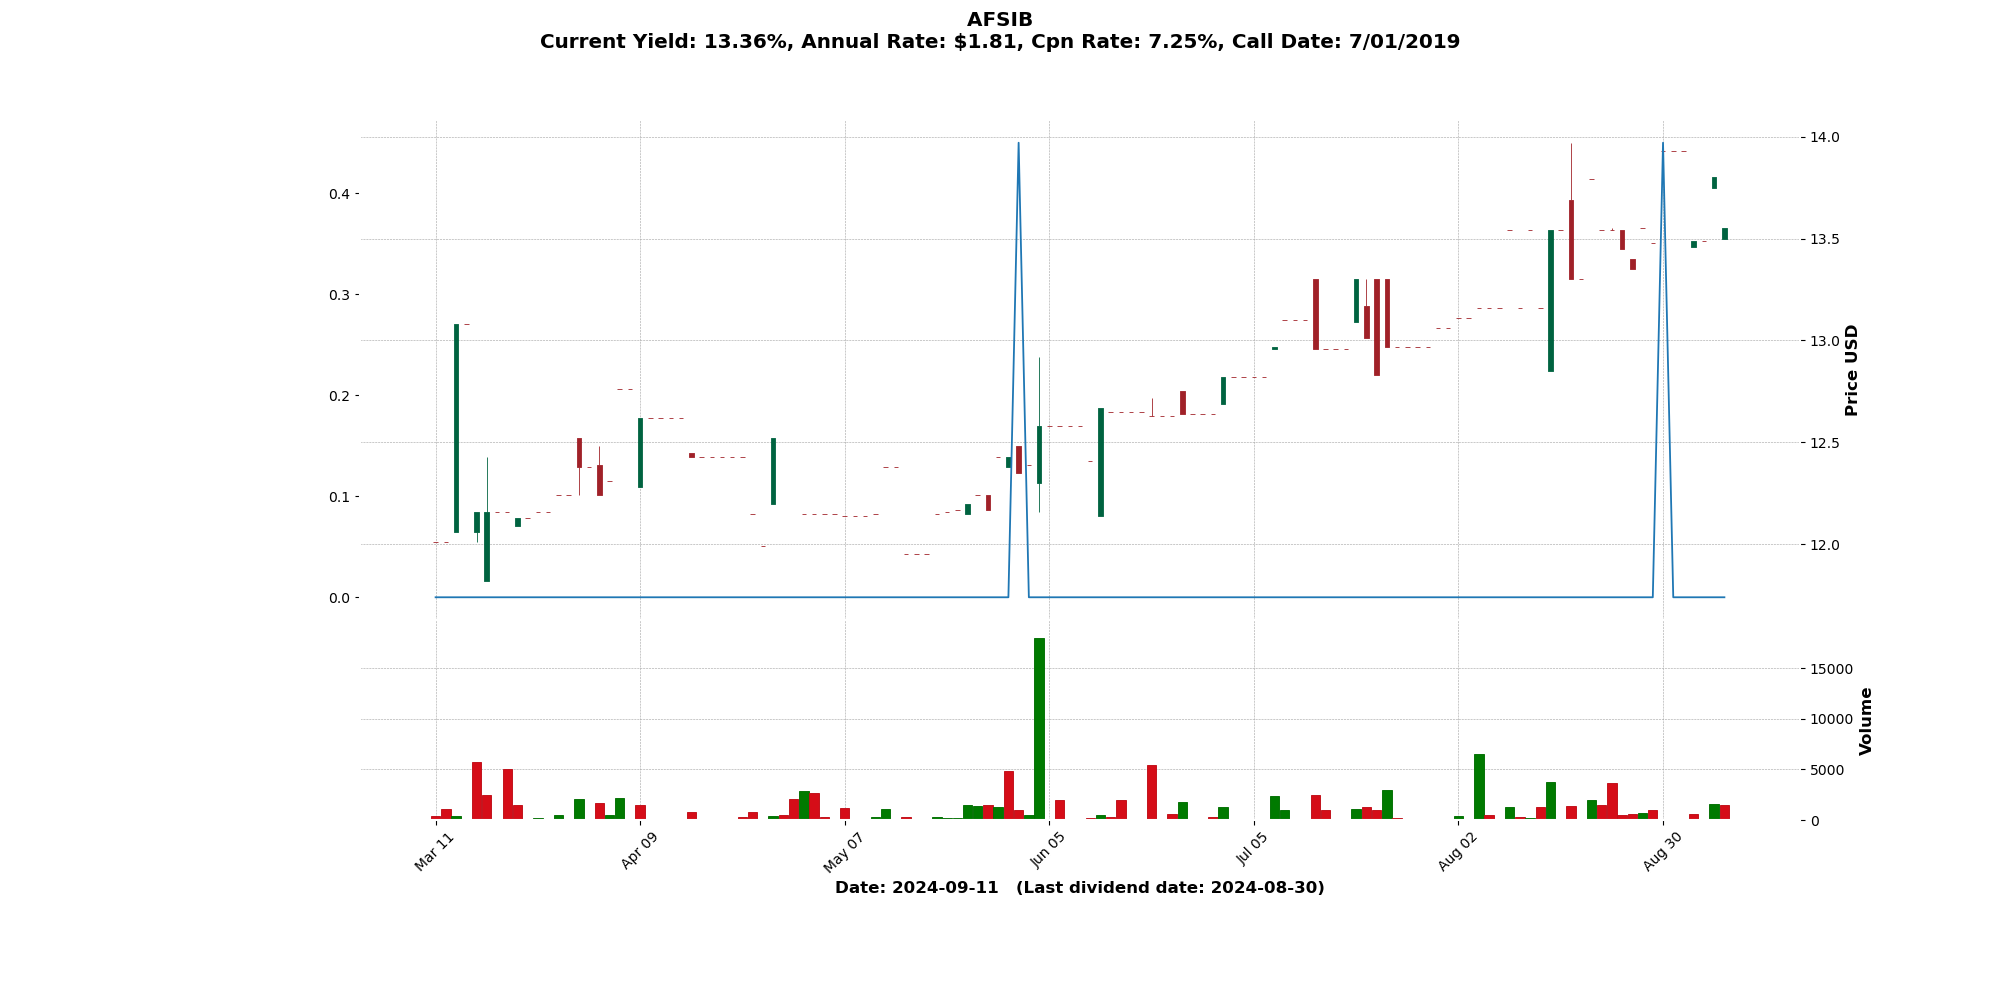 AFSIB
Current Yield: 13.36%, Annual Rate: $1.81, Cpn Rate: 7.25%, Call Date: 7/01/2019
0.4
0.3
0.2
0.1
0.0
14.0
13.5
13.0
12.5
12.0
Price USD
15000
10000
5000
0
Volume
Mar 11
Apr 09
May 07
Jun 05
Jul 05
Aug 02
Aug 30
Date: 2024-09-11 (Last dividend date: 2024-08-30)